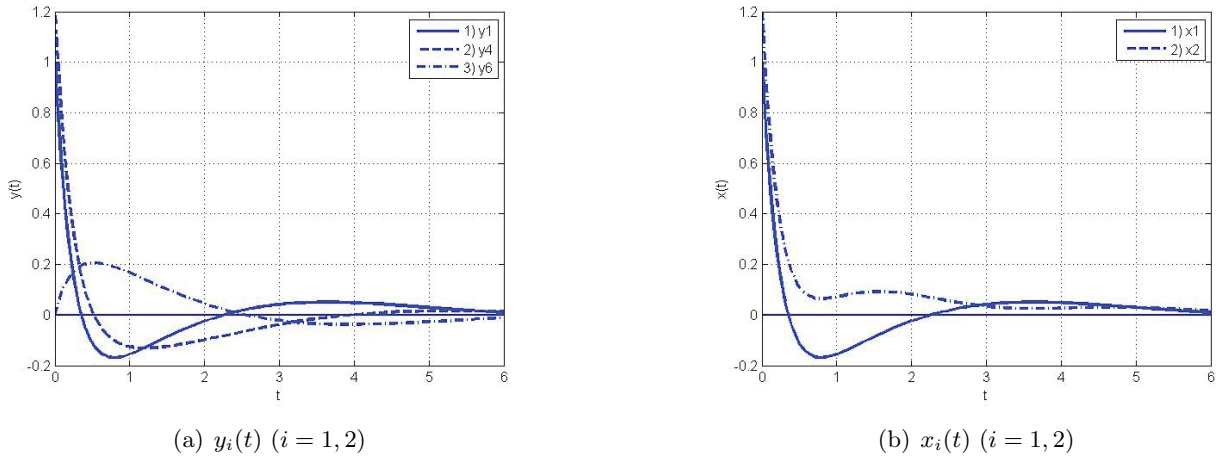 1.2
1
0.8
0.6
0.4
0.2
0
-0.2
0 1 2 3 4 5 6
y(t)
t
1) y1
2) y4
3) y6
(a) y_i(t) (i = 1, 2)
1.2
1
0.8
0.6
0.4
0.2
0
-0.2
0 1 2 3 4 5 6
x(t)
t
1) x1
2) x2
(b) x_i(t) (i = 1, 2)